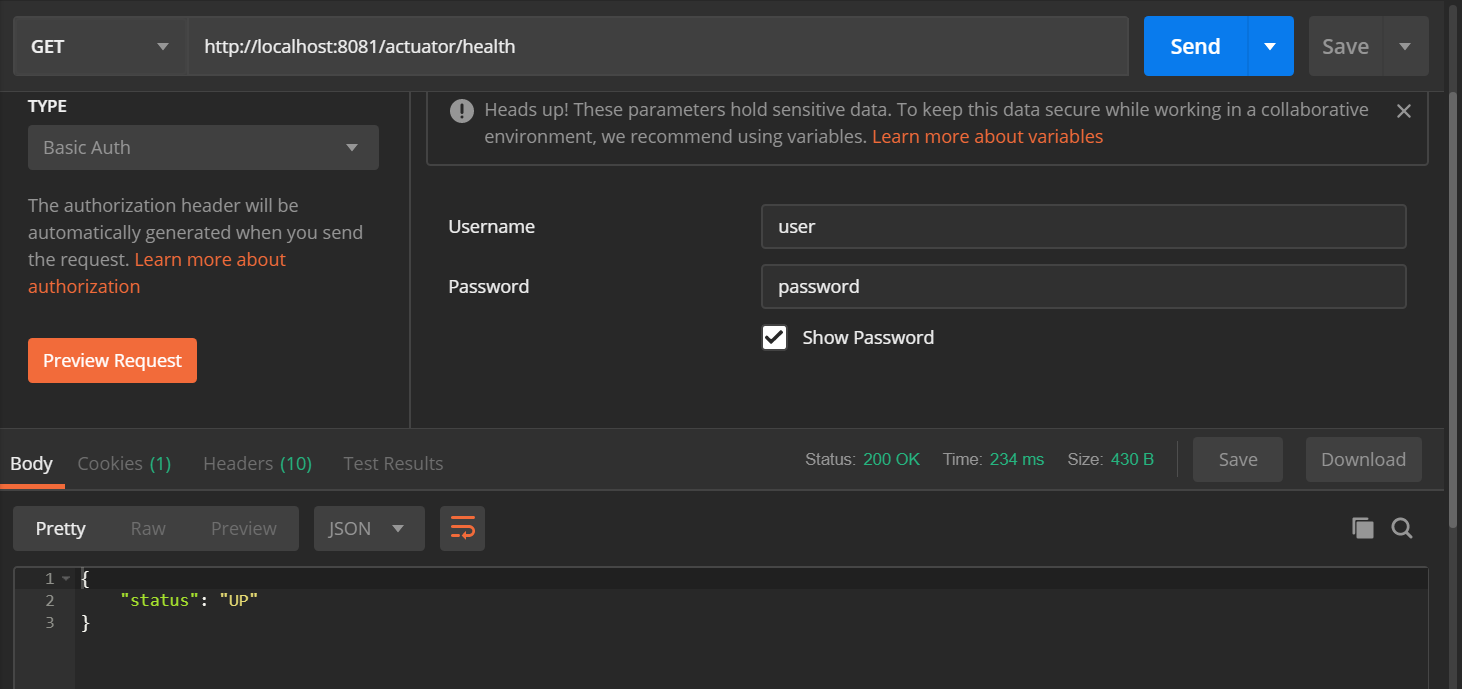 GET
http://localhost:8081/actuator/health
Send
Save
TYPE
Basic Auth
The authorization header will be
automatically generated when you send
the request. Learn more about
authorization
Preview Request
Heads up! These parameters hold sensitive data. To keep this data secure while working in a collaborative
environment, we recommend using variables. Learn more about variables
Username
user
Password
password
Show Password
Body
Cookies (1)
Headers (10)
Test Results
Status: 200 OK
Time: 234 ms
Size: 430 B
Save
Download
Pretty
Raw
Preview
JSON
1 {
2 "status": "UP"
3 }